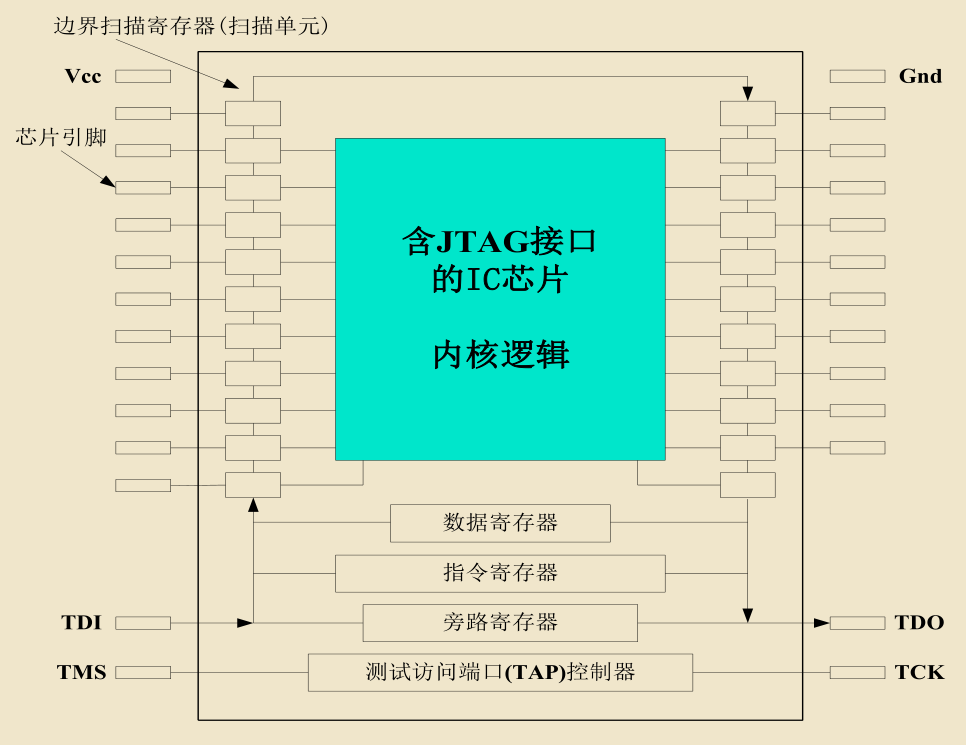 边界扫描寄存器(扫描单元)
Vcc
Gnd
芯片引脚
含JTAG接口
的IC芯片
内核逻辑
数据寄存器
指令寄存器
TDI
旁路寄存器
TDO
TMS
测试访问端口(TAP)控制器
TCK